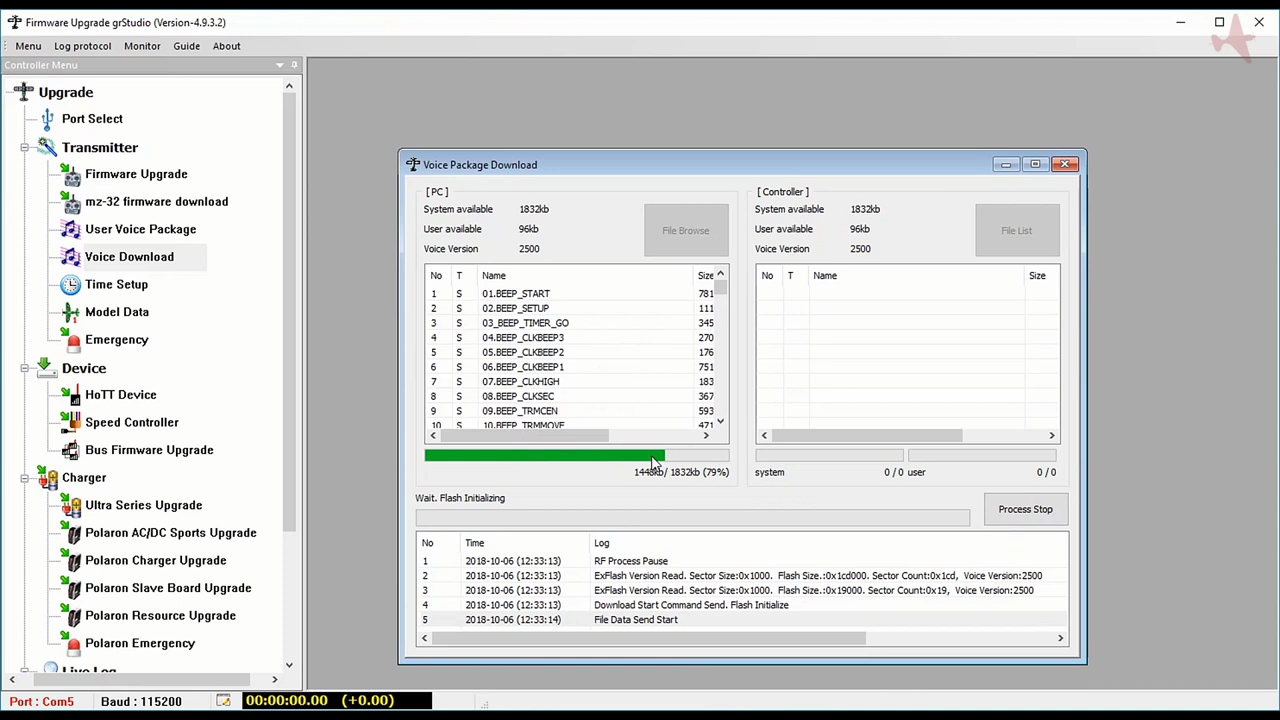 Firmware Upgrade grStudio (Version-4.9.3.2)
Menu Log protocol Monitor Guide About
Controller Menu
Upgrade
Port Select
Transmitter
Firmware Upgrade
mz-32 firmware download
User Voice Package
Voice Download
Time Setup
Model Data
Emergency
Device
HoTT Device
Speed Controller
Bus Firmware Upgrade
Charger
Ultra Series Upgrade
Polaron AC/DC Sports Upgrade
Polaron Charger Upgrade
Polaron Slave Board Upgrade
Polaron Resource Upgrade
Polaron Emergency
Live Log
Voice Package Download
[ PC ]
System available 1832kb
User available 96kb
Voice Version 2500
File Browse
No T Name Size
1 S 01.BEEP_START 781
2 S 02.BEEP_SETUP 111
3 S 03_BEEP_TIMER_GO 345
4 S 04.BEEP_CLKBEEP3 270
5 S 05.BEEP_CLKBEEP2 176
6 S 06.BEEP_CLKBEEP1 751
7 S 07.BEEP_CLKHIGH 183
8 S 08.BEEP_CLKSEC 367
9 S 09.BEEP_TRMCEN 593
10 S 10.BEEP_TRMMOVE 471
1448kb/ 1832kb (79%)
[ Controller ]
System available 1832kb
User available 96kb
Voice Version 2500
File List
No T Name Size
system 0 / 0 user 0 / 0
Wait. Flash Initializing
Process Stop
No Time Log
1 2018-10-06 (12:33:13) RF Process Pause
2 2018-10-06 (12:33:13) ExFlash Version Read. Sector Size:0x1000. Flash Size.:0x1cd000. Sector Count:0x1cd, Voice Version:2500
3 2018-10-06 (12:33:13) ExFlash Version Read. Sector Size:0x1000. Flash Size.:0x19000. Sector Count:0x19, Voice Version:2500
4 2018-10-06 (12:33:13) Download Start Command Send. Flash Initialize
5 2018-10-06 (12:33:14) File Data Send Start
Port : Com5 Baud : 115200 00:00:00.00 (+0.00)